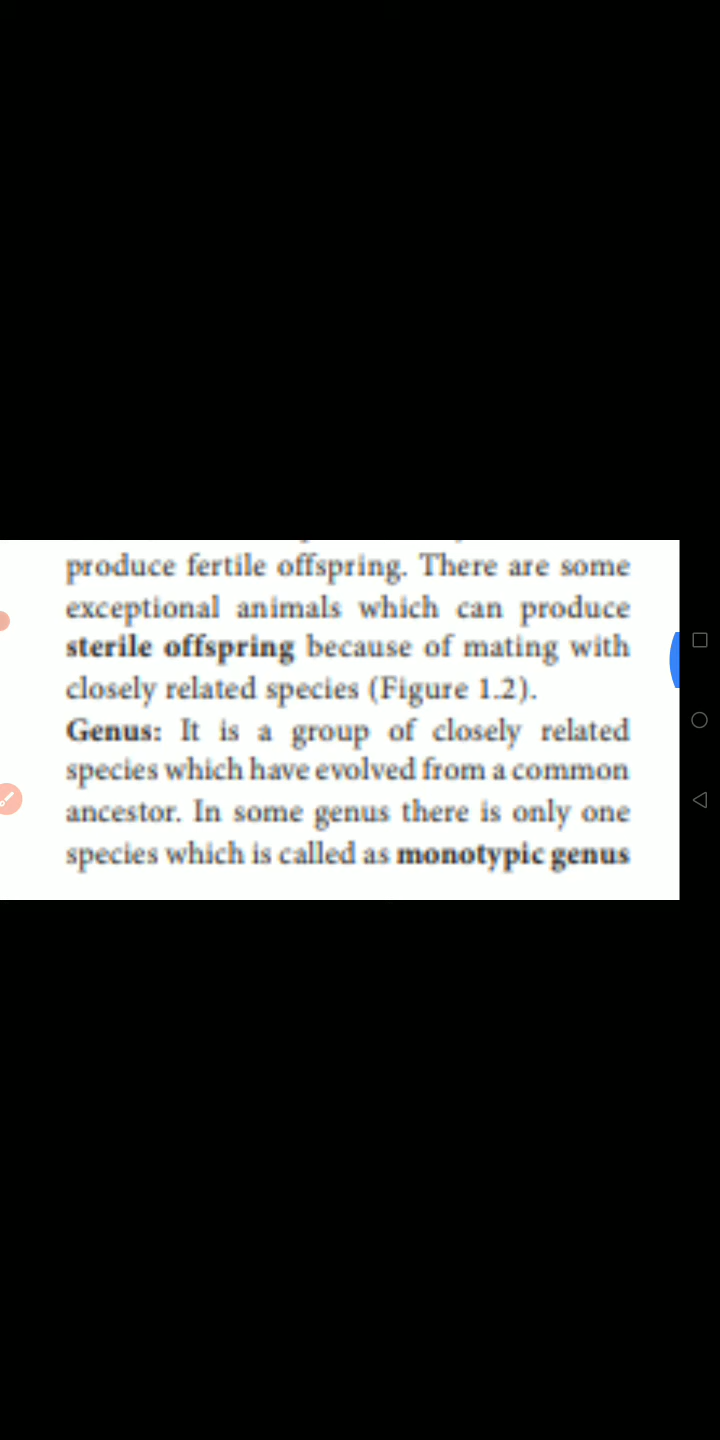 produce fertile offspring. There are some
exceptional animals which can produce
sterile offspring because of mating with
closely related species (Figure 1.2).
Genus: It is a group of closely related
species which have evolved from a common
ancestor. In some genus there is only one
species which is called as monotypic genus